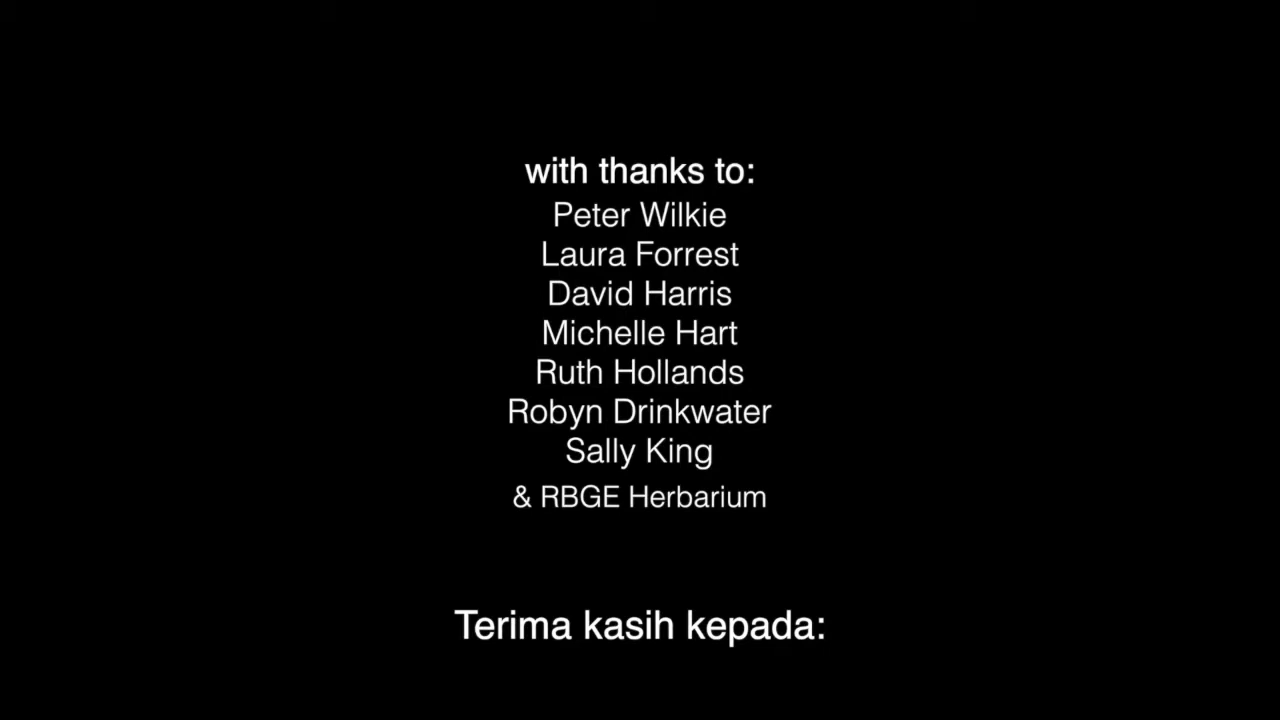 with thanks to:
Peter Wilkie
Laura Forrest
David Harris
Michelle Hart
Ruth Hollands
Robyn Drinkwater
Sally King
& RBGE Herbarium
Terima kasih kepada: